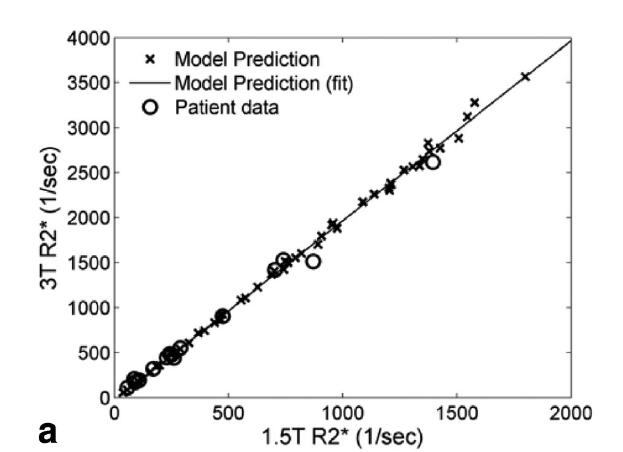 4000
3500
3000
2500
2000
1500
1000
500
0
3T R2* (1/sec)
Model Prediction
Model Prediction (fit)
Patient data
0 500 1000 1500 2000
1.5T R2* (1/sec)
a